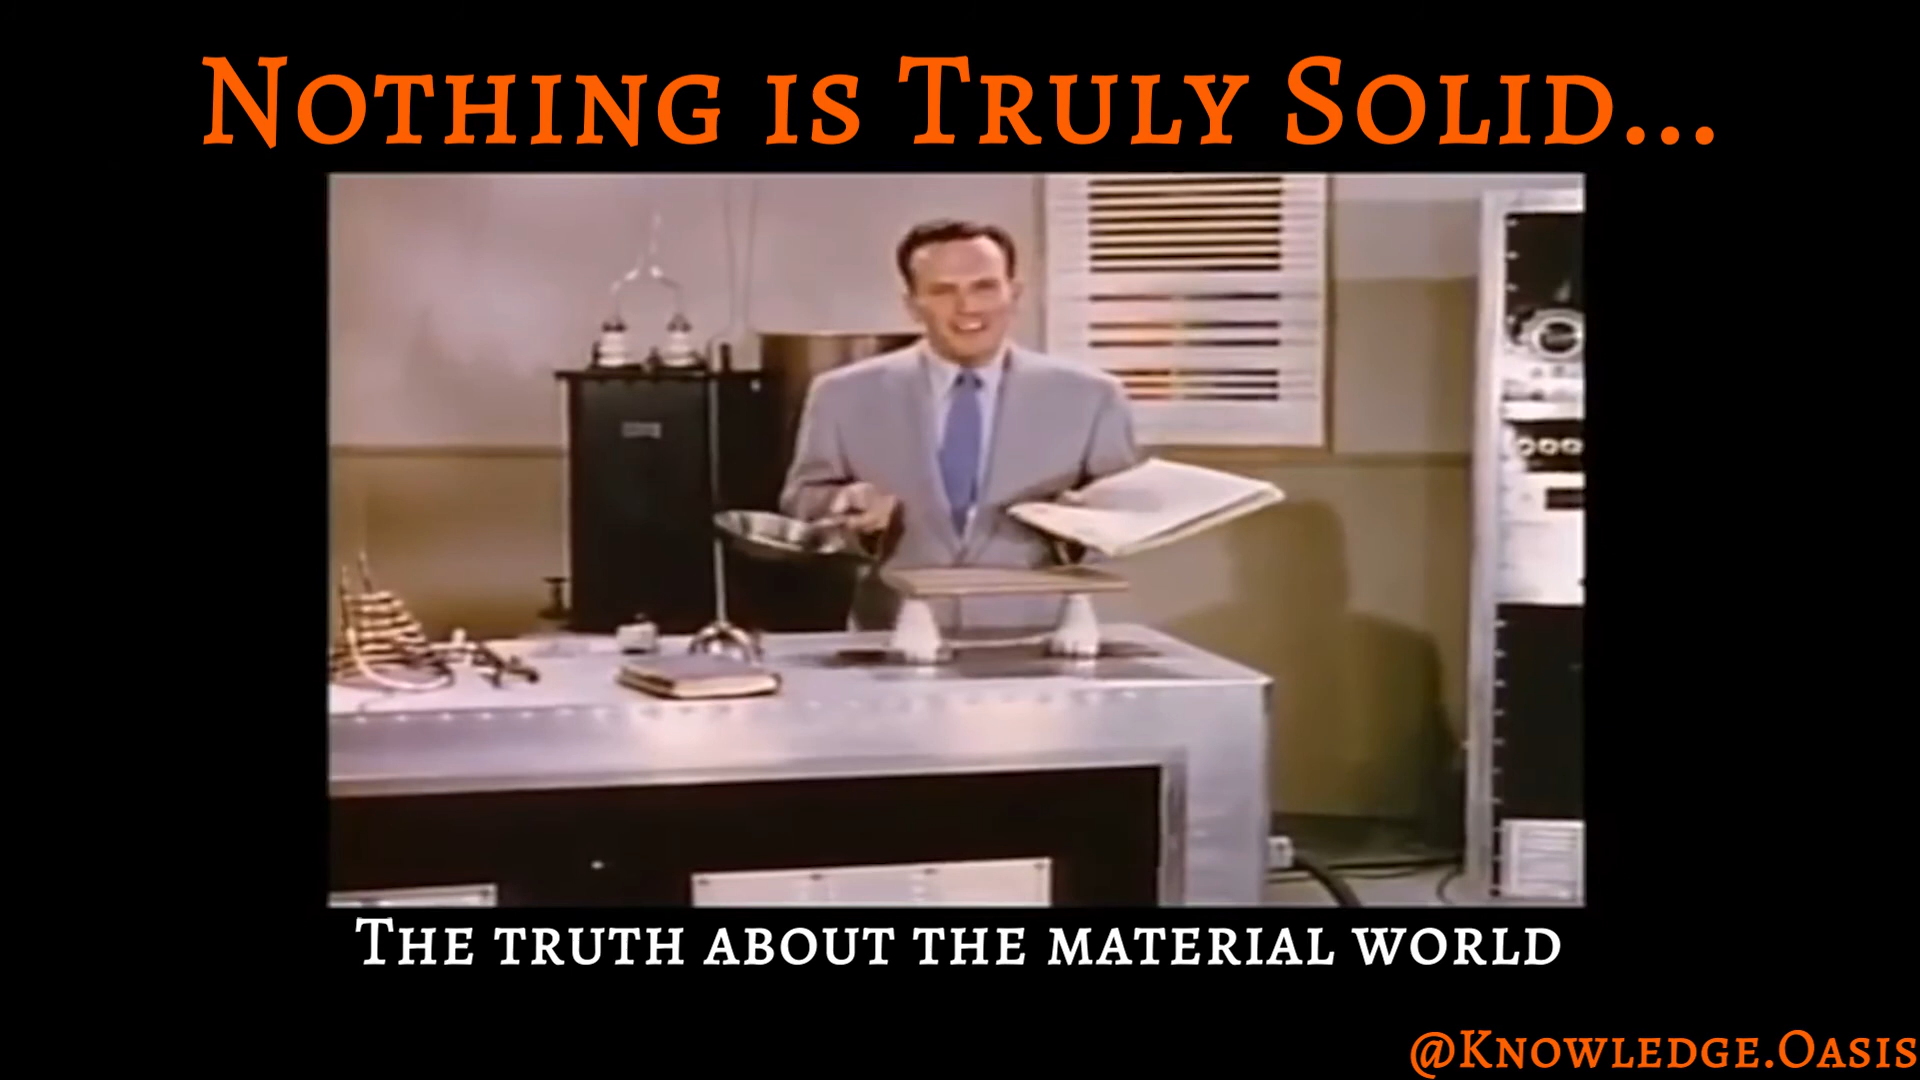 Nothing is Truly Solid...
The truth about the material world
@Knowledge.Oasis